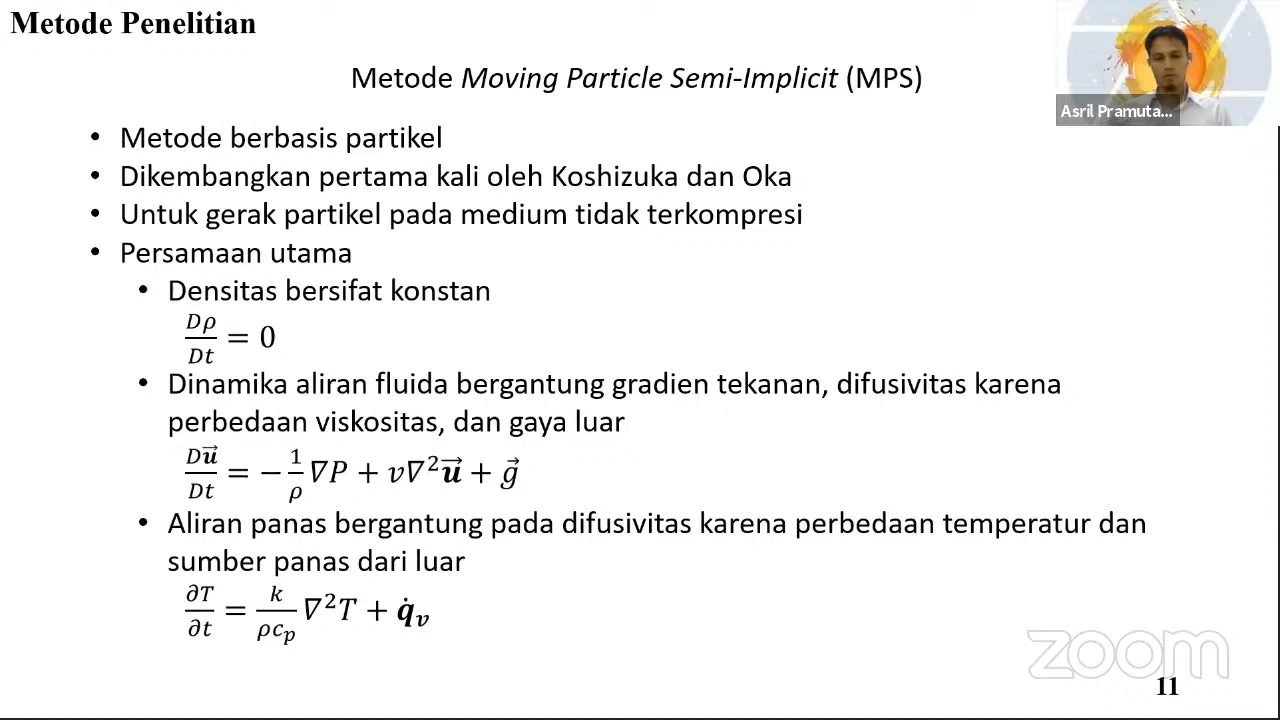 Metode Penelitian
Metode Moving Particle Semi-Implicit (MPS)
Asril Pramuta...
• Metode berbasis partikel
• Dikembangkan pertama kali oleh Koshizuka dan Oka
• Untuk gerak partikel pada medium tidak terkompresi
• Persamaan utama
• Densitas bersifat konstan
Dρ/Dt = 0
• Dinamika aliran fluida bergantung gradien tekanan, difusivitas karena
perbedaan viskositas, dan gaya luar
Du⃗/Dt = −1/ρ ∇P + v∇²u⃗ + g⃗
• Aliran panas bergantung pada difusivitas karena perbedaan temperatur dan
sumber panas dari luar
∂T/∂t = k/ρcₚ ∇²T + q̇ᵥ
zoom
11